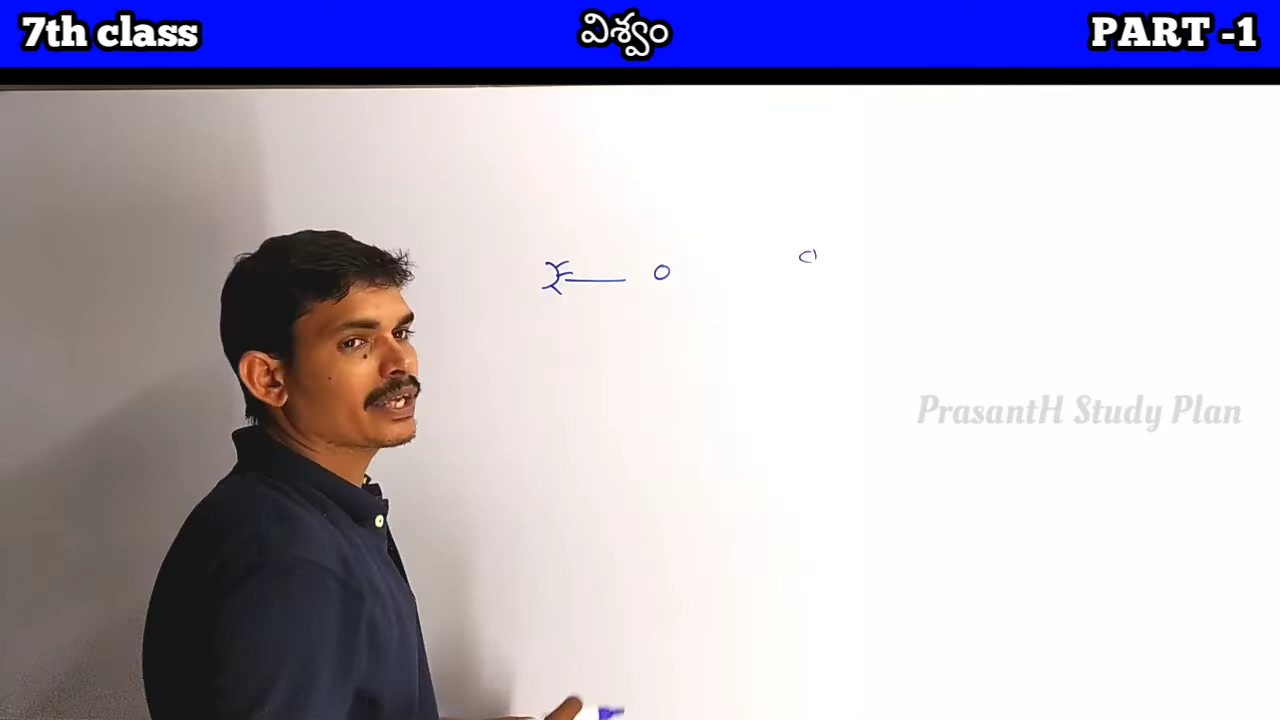 7th class
విశ్వం
PART -1
PrasantH Study Plan